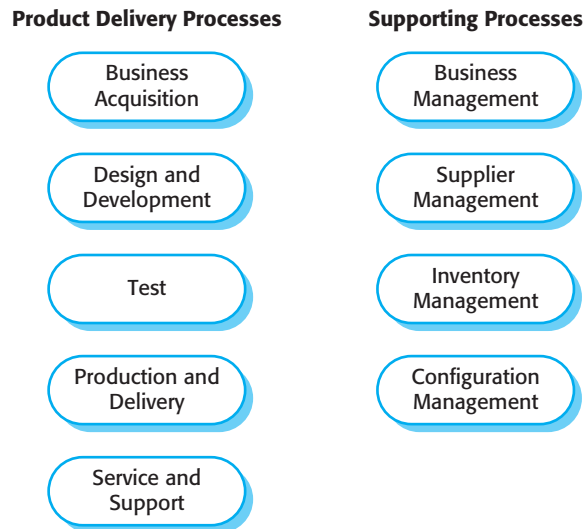 Product Delivery Processes
Business
Acquisition
Design and
Development
Test
Production and
Delivery
Service and
Support
Supporting Processes
Business
Management
Supplier
Management
Inventory
Management
Configuration
Management